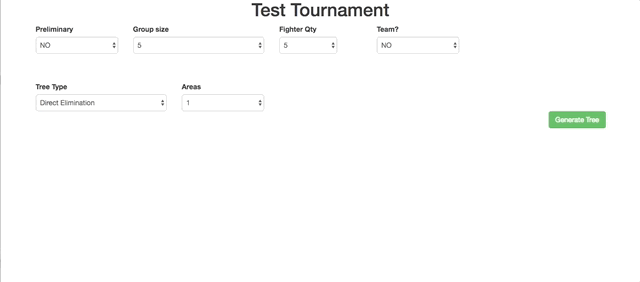 Test Tournament
Preliminary Group size Fighter Qty Team?
NO 5 5 NO
Tree Type Areas
Direct Elimination 1
Generate Tree